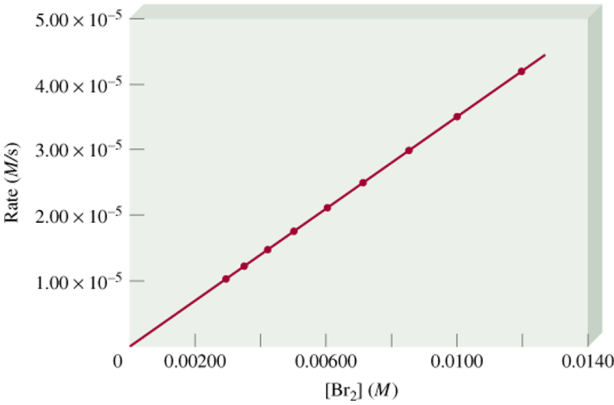 5.00 × 10⁻⁵
4.00 × 10⁻⁵
3.00 × 10⁻⁵
2.00 × 10⁻⁵
1.00 × 10⁻⁵
Rate (M/s)
0 0.00200 0.00600 0.0100 0.0140
[Br₂] (M)